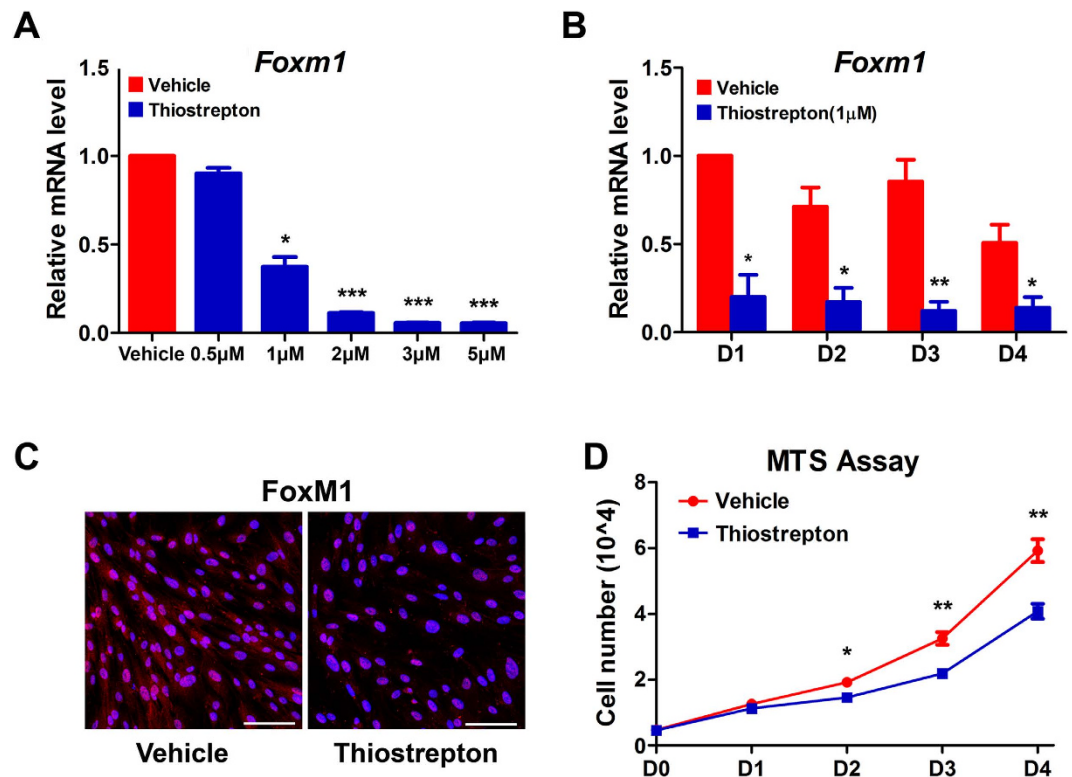 A
Foxm1
Relative mRNA level
1.5
1.0
0.5
0.0
Vehicle
Thiostrepton
*
***
***
***
Vehicle 0.5µM 1µM 2µM 3µM 5µM
B
Foxm1
Relative mRNA level
1.5
1.0
0.5
0.0
Vehicle
Thiostrepton(1µM)
*
*
**
*
D1 D2 D3 D4
C
FoxM1
Vehicle Thiostrepton
D
MTS Assay
Cell number (10^4)
8
6
4
2
0
Vehicle
Thiostrepton
*
**
**
D0 D1 D2 D3 D4